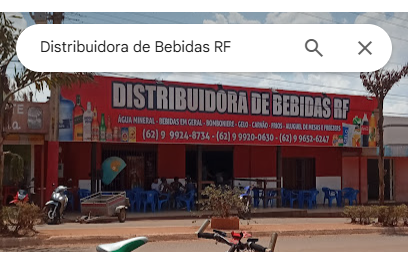 Distribuidora de Bebidas RF
DISTRIBUIDORA DE BEBIDAS RF
ÁGUA MINERAL - BEBIDAS EM GERAL - BOMBONIERE - GELO - CARVÃO - FRIOS - ALUGUEL DE MESAS E FREEZERS
(62) 9 9924-8734 - (62) 9 9920-0630 - (62) 9 9652-6247